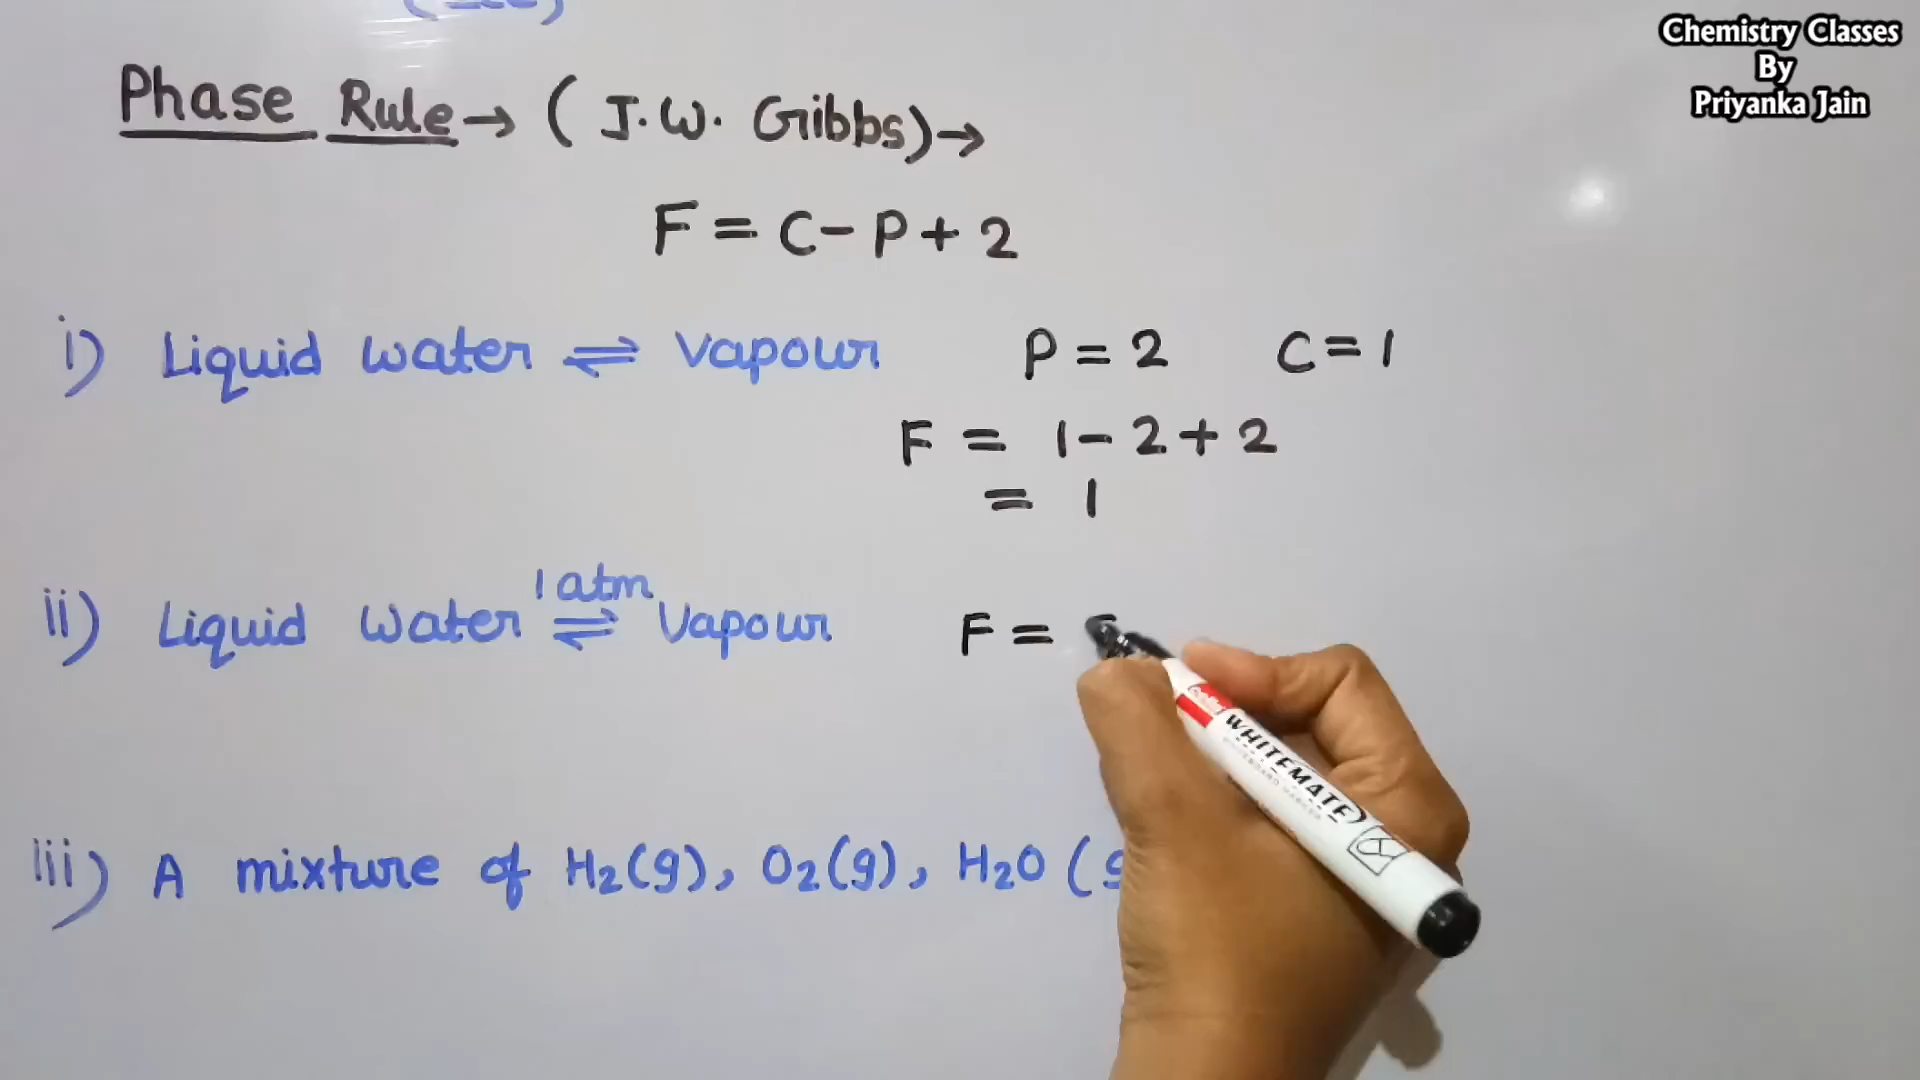 Chemistry Classes
By
Priyanka Jain
Phase Rule → ( J.W. Gibbs) →
F = C - P + 2
i) Liquid water ⇌ Vapour P = 2 C = 1
F = 1 - 2 + 2
= 1
ii) Liquid Water 1 atm ⇌ Vapour F =
iii) A mixture of H2(g), O2(g), H2O (g
WHITEMATE